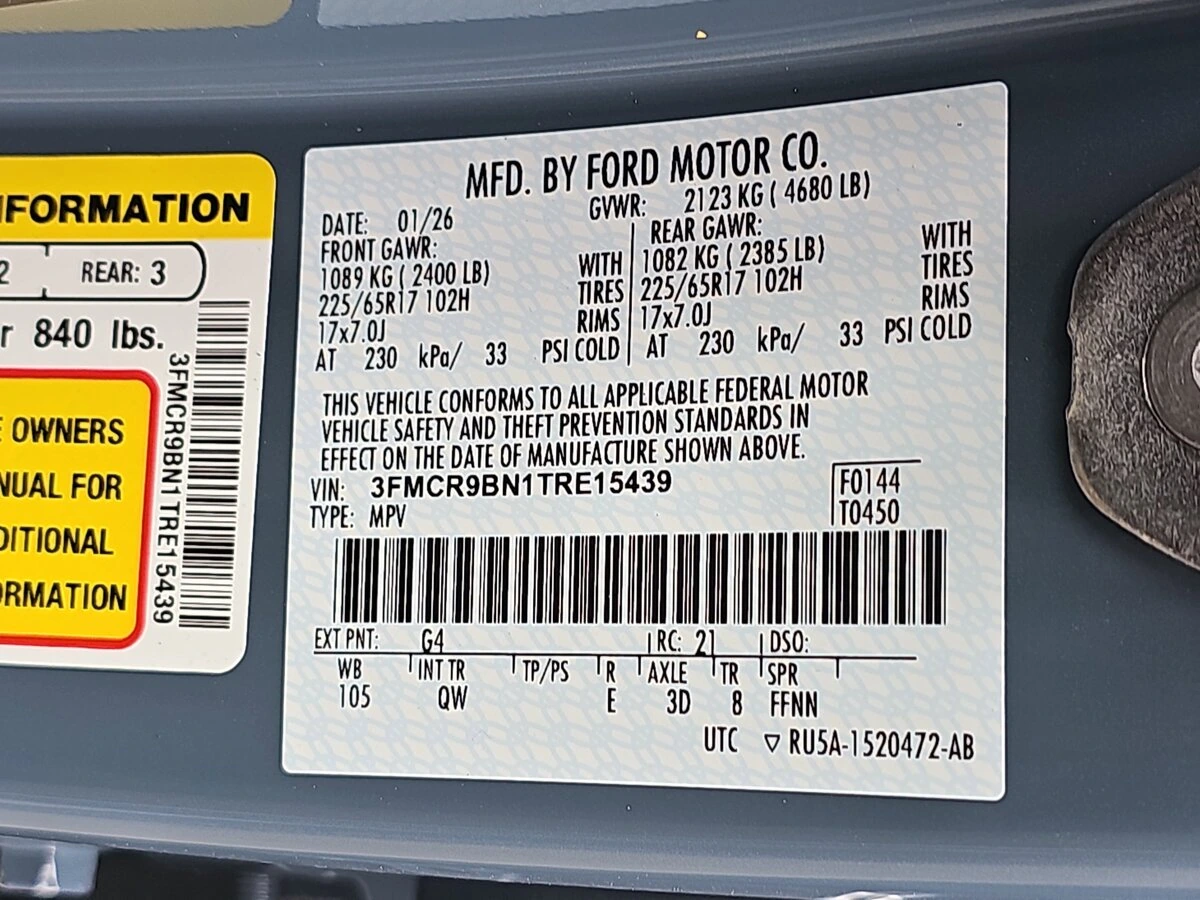 NFORMATION
2 REAR: 3
r 840 lbs.
OWNERS
NUAL FOR
DITIONAL
ORMATION
3FMCR9BN1TRE15439
MFD. BY FORD MOTOR CO.
DATE: 01/26 GVWR: 2123 KG ( 4680 LB)
FRONT GAWR: REAR GAWR:
1089 KG ( 2400 LB) WITH 1082 KG ( 2385 LB) WITH
225/65R17 102H TIRES 225/65R17 102H TIRES
17x7.0J RIMS 17x7.0J RIMS
AT 230 kPa/ 33 PSI COLD AT 230 kPa/ 33 PSI COLD
THIS VEHICLE CONFORMS TO ALL APPLICABLE FEDERAL MOTOR
VEHICLE SAFETY AND THEFT PREVENTION STANDARDS IN
EFFECT ON THE DATE OF MANUFACTURE SHOWN ABOVE.
VIN: 3FMCR9BN1TRE15439 F0144
TYPE: MPV T0450
EXT PNT: G4 RC: 21 DSO:
WB INT TR TP/PS R AXLE TR SPR
105 QW E 3D 8 FFNN
UTC ▽ RU5A-1520472-AB